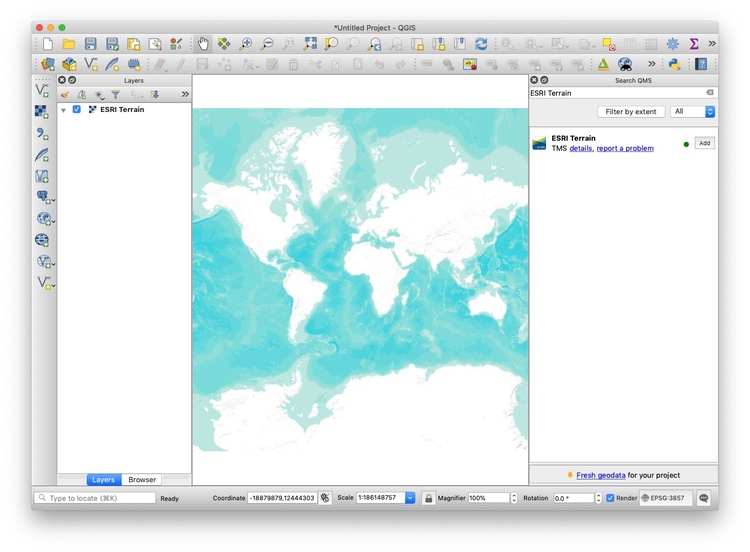 *Untitled Project - QGIS
Layers
ESRI Terrain
Layers
Browser
Search QMS
ESRI Terrain
Filter by extent
All
ESRI Terrain
TMS details, report a problem
Add
Fresh geodata for your project
Type to locate (⌘K)
Ready
Coordinate
-18879879,12444303
Scale
1:186148757
Magnifier
100%
Rotation
0.0 °
Render
EPSG:3857